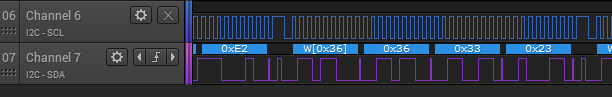 06 Channel 6
I2C - SCL
0xE2 W[0x36] 0x36 0x33 0x23
07 Channel 7
I2C - SDA